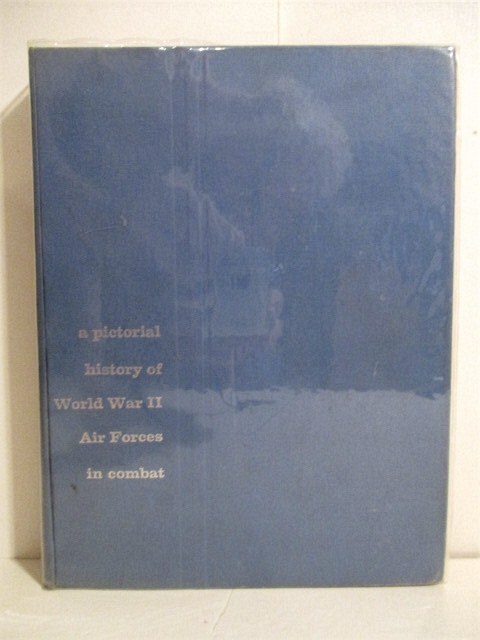 a pictorial
history of
World War II
Air Forces
in combat